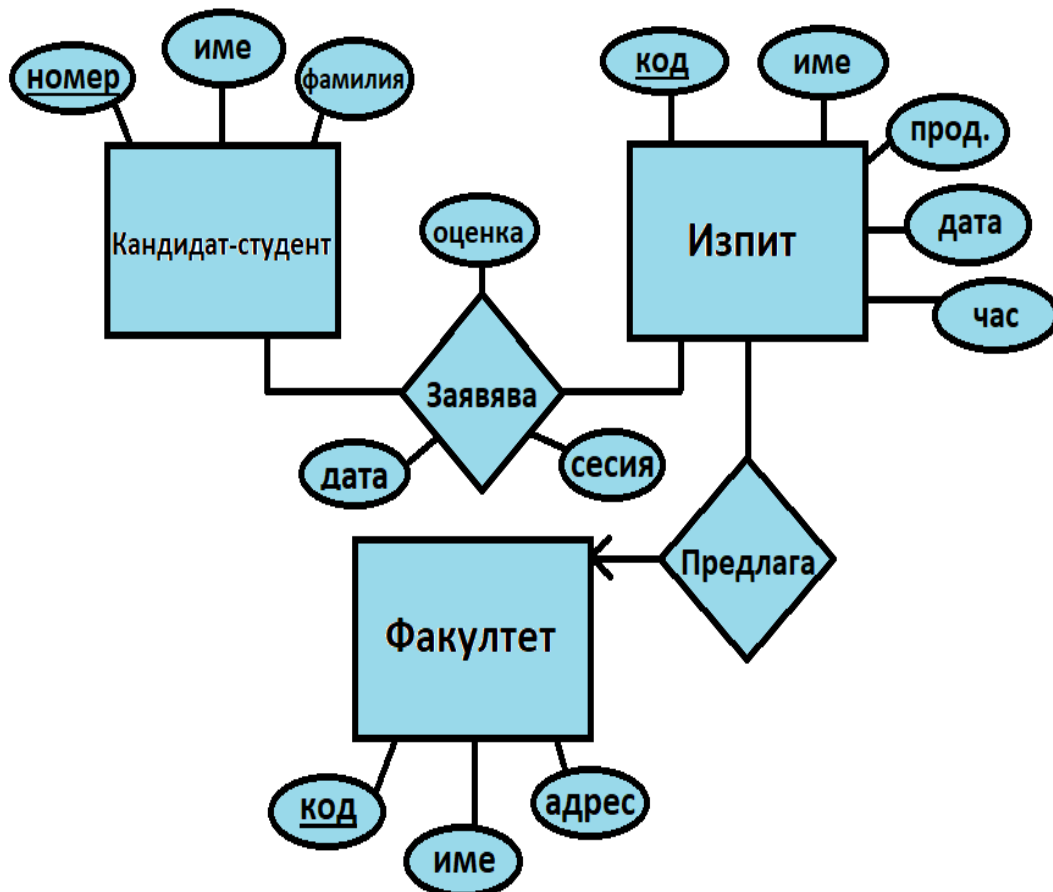 номер
име
фамилия
Кандидат-студент
код
име
прод.
дата
час
Изпит
оценка
Заявява
дата
сесия
Предлага
Факултет
код
име
адрес